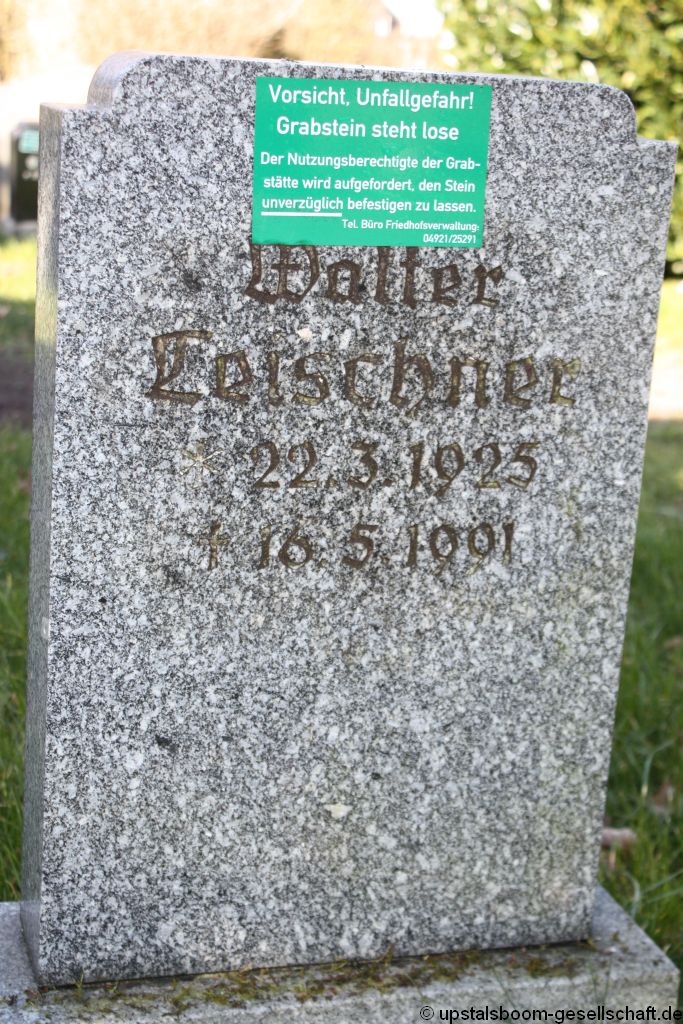 Vorsicht, Unfallgefahr!
Grabstein steht lose
Der Nutzungsberechtigte der Grab-
stätte wird aufgefordert, den Stein
unverzüglich befestigen zu lassen.
Tel. Büro Friedhofsverwaltung:
04921/25291
Walter
Teischner
* 22.3.1925
† 16.5.1991
© upstalsboom-gesellschaft.de